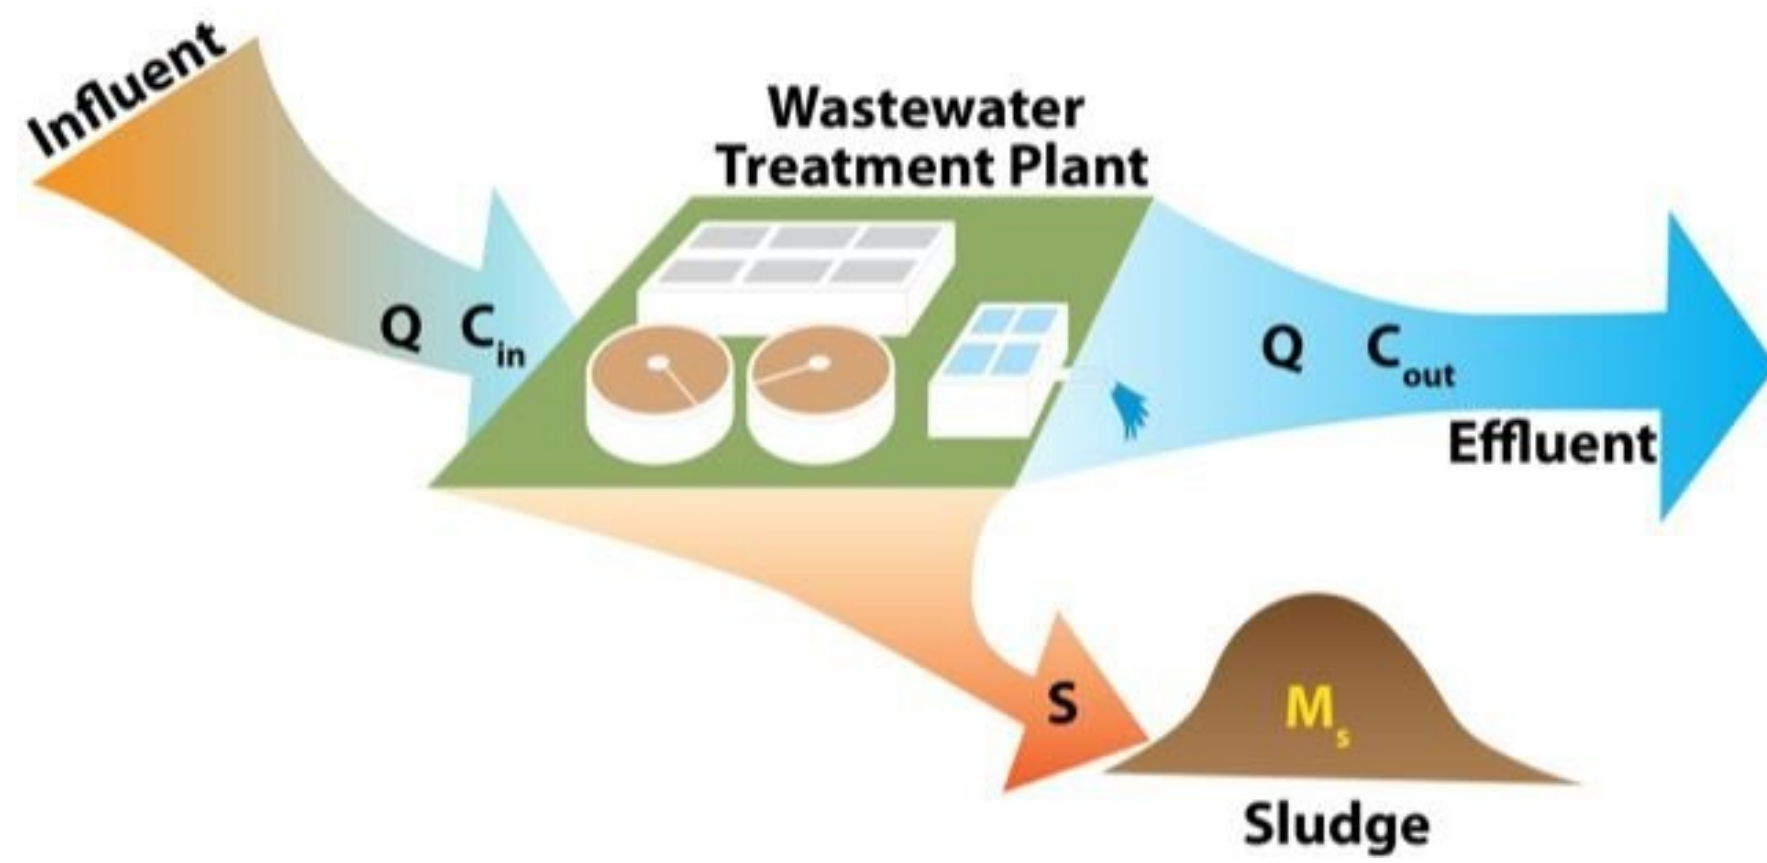 Influent
Wastewater
Treatment Plant
Q C_in
Q C_out
Effluent
S
M_s
Sludge